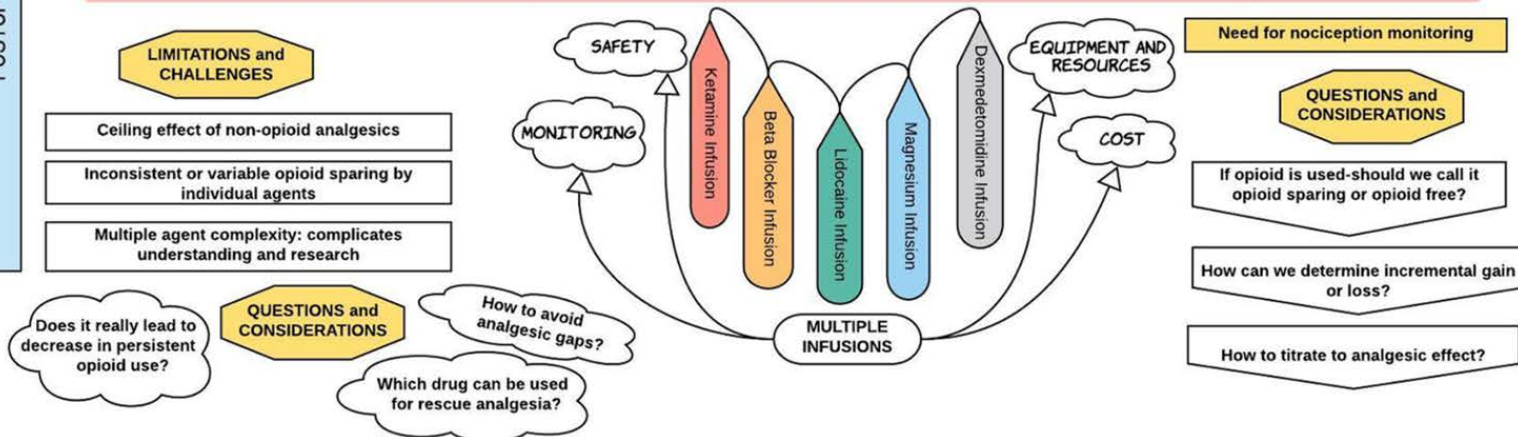 LIMITATIONS and
CHALLENGES
Ceiling effect of non-opioid analgesics
Inconsistent or variable opioid sparing by
individual agents
Multiple agent complexity: complicates
understanding and research
QUESTIONS and
CONSIDERATIONS
Does it really lead to
decrease in persistent
opioid use?
How to avoid
analgesic gaps?
Which drug can be used
for rescue analgesia?
SAFETY
MONITORING
Ketamine Infusion
Beta Blocker Infusion
Lidocaine Infusion
Magnesium Infusion
Dexmedetomidine Infusion
EQUIPMENT AND
RESOURCES
COST
MULTIPLE
INFUSIONS
Need for nociception monitoring
QUESTIONS and
CONSIDERATIONS
If opioid is used-should we call it
opioid sparing or opioid free?
How can we determine incremental gain
or loss?
How to titrate to analgesic effect?